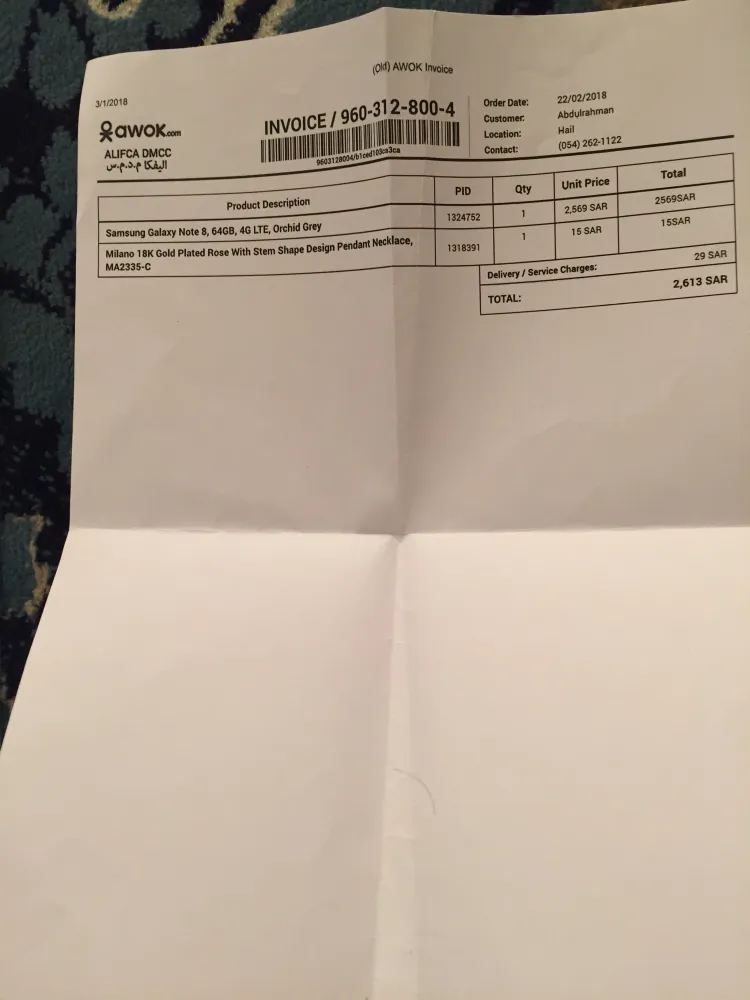 (Old) AWOK Invoice
3/1/2018
awok.com
ALIFCA DMCC
اليفكا م.د.م.س
INVOICE / 960-312-800-4
9603128004/b1ced103ca3ca
Order Date: 22/02/2018
Customer: Abdulrahman
Location: Hail
Contact: (054) 262-1122
Product Description PID Qty Unit Price Total
Samsung Galaxy Note 8, 64GB, 4G LTE, Orchid Grey 1324752 1 2,569 SAR 2569SAR
Milano 18K Gold Plated Rose With Stem Shape Design Pendant Necklace, 1318391 1 15 SAR 15SAR
MA2335-C
Delivery / Service Charges: 29 SAR
TOTAL: 2,613 SAR